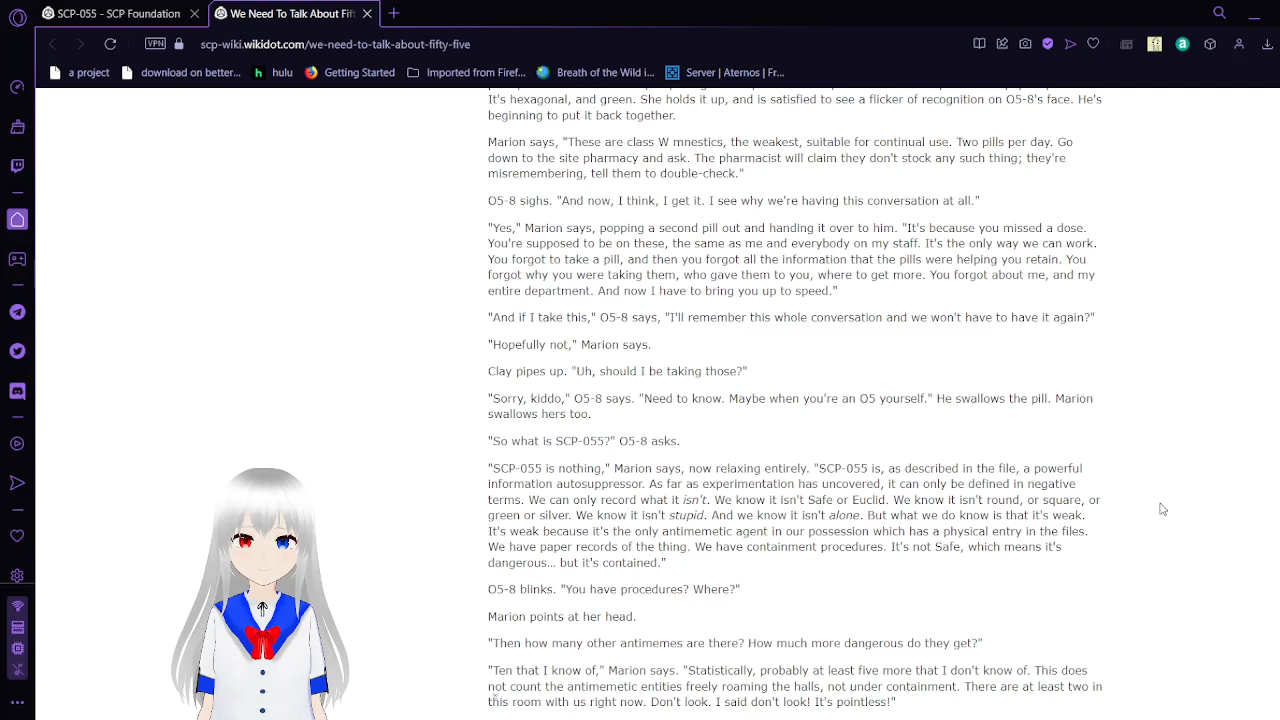 SCP-055 - SCP Foundation
We Need To Talk About Fift
VPN
scp-wiki.wikidot.com/we-need-to-talk-about-fifty-five
a project
download on better...
hulu
Getting Started
Imported from Firef...
Breath of the Wild i...
Server | Aternos | Fr...
It's hexagonal, and green. She holds it up, and is satisfied to see a flicker of recognition on O5-8's face. He's
beginning to put it back together.
Marion says, "These are class W mnestics, the weakest, suitable for continual use. Two pills per day. Go
down to the site pharmacy and ask. The pharmacist will claim they don't stock any such thing; they're
misremembering, tell them to double-check."
O5-8 sighs. "And now, I think, I get it. I see why we're having this conversation at all."
"Yes," Marion says, popping a second pill out and handing it over to him. "It's because you missed a dose.
You're supposed to be on these, the same as me and everybody on my staff. It's the only way we can work.
You forgot to take a pill, and then you forgot all the information that the pills were helping you retain. You
forgot why you were taking them, who gave them to you, where to get more. You forgot about me, and my
entire department. And now I have to bring you up to speed."
"And if I take this," O5-8 says, "I'll remember this whole conversation and we won't have to have it again?"
"Hopefully not," Marion says.
Clay pipes up. "Uh, should I be taking those?"
"Sorry, kiddo," O5-8 says. "Need to know. Maybe when you're an O5 yourself." He swallows the pill. Marion
swallows hers too.
"So what is SCP-055?" O5-8 asks.
"SCP-055 is nothing," Marion says, now relaxing entirely. "SCP-055 is, as described in the file, a powerful
information autosuppressor. As far as experimentation has uncovered, it can only be defined in negative
terms. We can only record what it isn't. We know it isn't Safe or Euclid. We know it isn't round, or square, or
green or silver. We know it isn't stupid. And we know it isn't alone. But what we do know is that it's weak.
It's weak because it's the only antimemetic agent in our possession which has a physical entry in the files.
We have paper records of the thing. We have containment procedures. It's not Safe, which means it's
dangerous... but it's contained."
O5-8 blinks. "You have procedures? Where?"
Marion points at her head.
"Then how many other antimemes are there? How much more dangerous do they get?"
"Ten that I know of," Marion says. "Statistically, probably at least five more that I don't know of. This does
not count the antimemetic entities freely roaming the halls, not under containment. There are at least two in
this room with us right now. Don't look. I said don't look! It's pointless!"